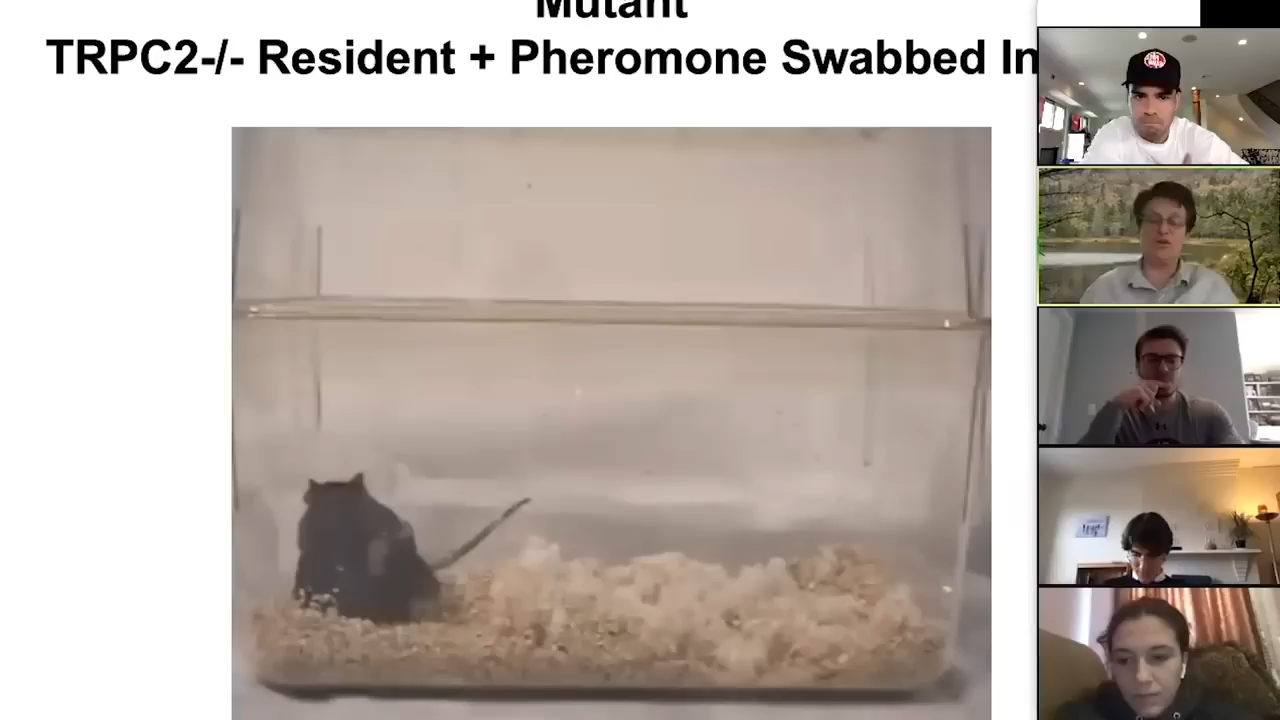 Mutant
TRPC2-/- Resident + Pheromone Swabbed In